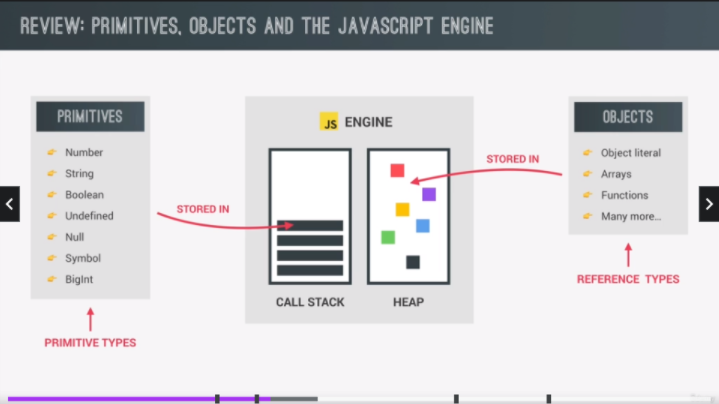 REVIEW: PRIMITIVES, OBJECTS AND THE JAVASCRIPT ENGINE
PRIMITIVES
Number
String
Boolean
Undefined
Null
Symbol
BigInt
PRIMITIVE TYPES
STORED IN
JS ENGINE
CALL STACK
HEAP
STORED IN
OBJECTS
Object literal
Arrays
Functions
Many more...
REFERENCE TYPES